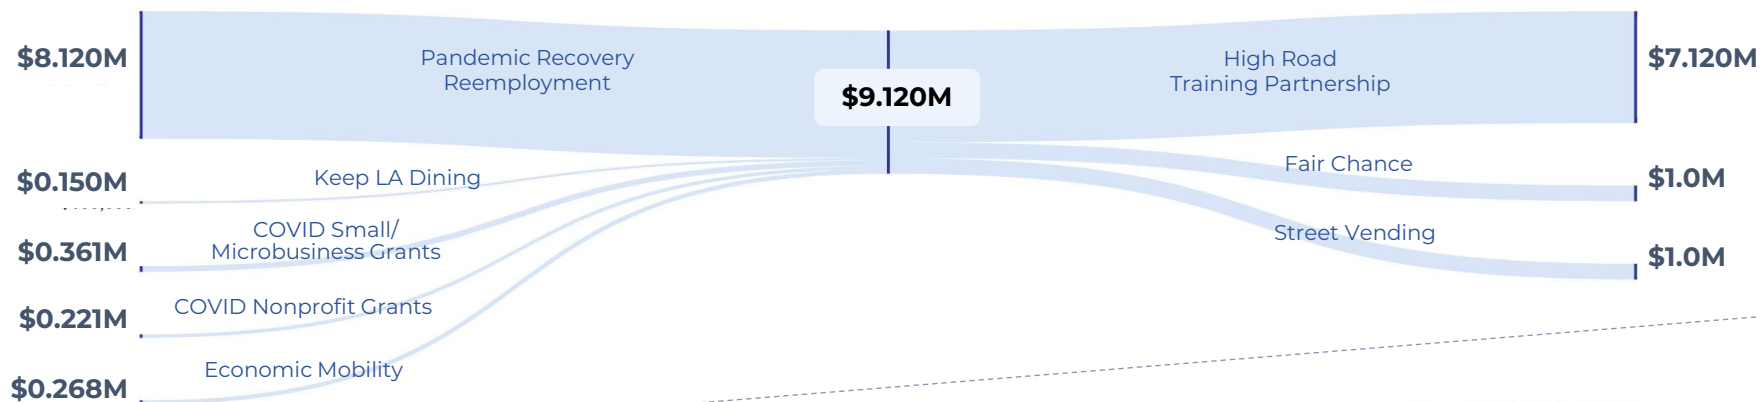 $8.120M
Pandemic Recovery
Reemployment
$9.120M
High Road
Training Partnership
$7.120M
$0.150M
Keep LA Dining
Fair Chance
$1.0M
$0.361M
COVID Small/
Microbusiness Grants
Street Vending
$1.0M
$0.221M
COVID Nonprofit Grants
$0.268M
Economic Mobility